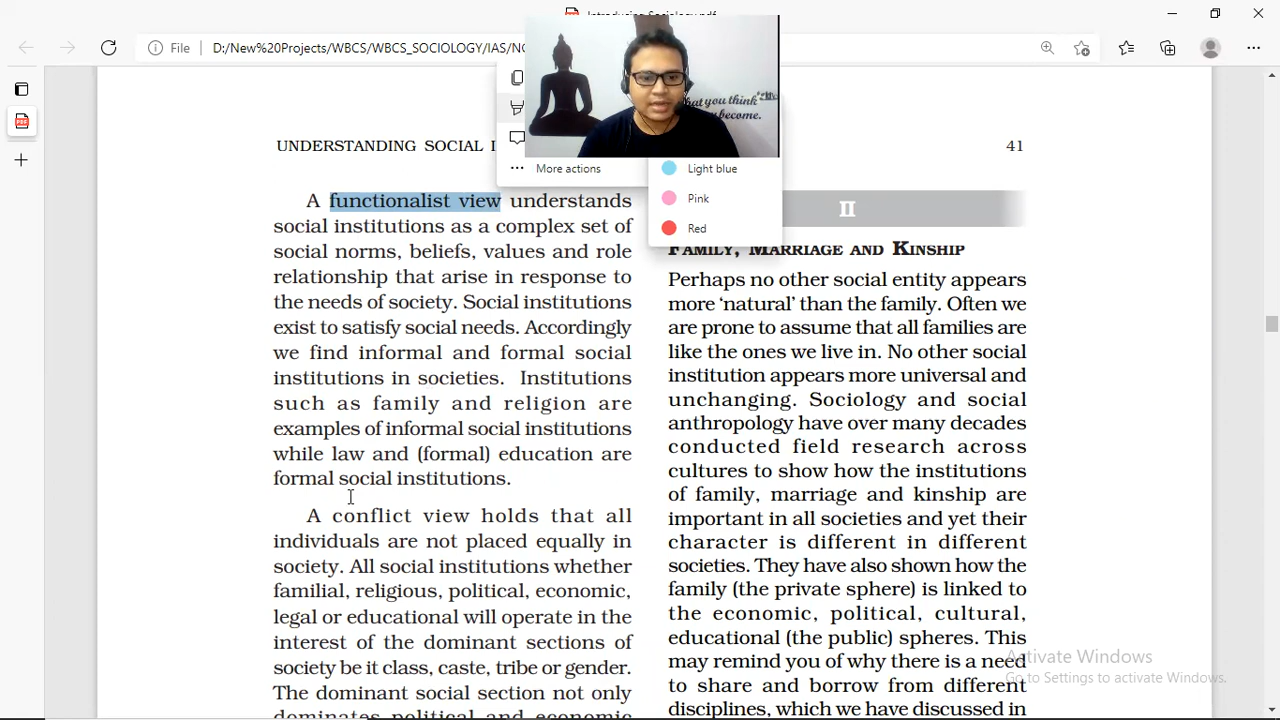 Introducing Sociology.pdf
File
D:/New%20Projects/WBCS/WBCS_SOCIOLOGY/IAS/NC
what you think
become.
More actions
Light blue
Pink
Red
UNDERSTANDING SOCIAL I
41
A functionalist view understands
social institutions as a complex set of
social norms, beliefs, values and role
relationship that arise in response to
the needs of society. Social institutions
exist to satisfy social needs. Accordingly
we find informal and formal social
institutions in societies. Institutions
such as family and religion are
examples of informal social institutions
while law and (formal) education are
formal social institutions.
A conflict view holds that all
individuals are not placed equally in
society. All social institutions whether
familial, religious, political, economic,
legal or educational will operate in the
interest of the dominant sections of
society be it class, caste, tribe or gender.
The dominant social section not only
dominates political and economic
II
FAMILY, MARRIAGE AND KINSHIP
Perhaps no other social entity appears
more ‘natural’ than the family. Often we
are prone to assume that all families are
like the ones we live in. No other social
institution appears more universal and
unchanging. Sociology and social
anthropology have over many decades
conducted field research across
cultures to show how the institutions
of family, marriage and kinship are
important in all societies and yet their
character is different in different
societies. They have also shown how the
family (the private sphere) is linked to
the economic, political, cultural,
educational (the public) spheres. This
may remind you of why there is a need
to share and borrow from different
disciplines, which we have discussed in
Activate Windows
Go to Settings to activate Windows.